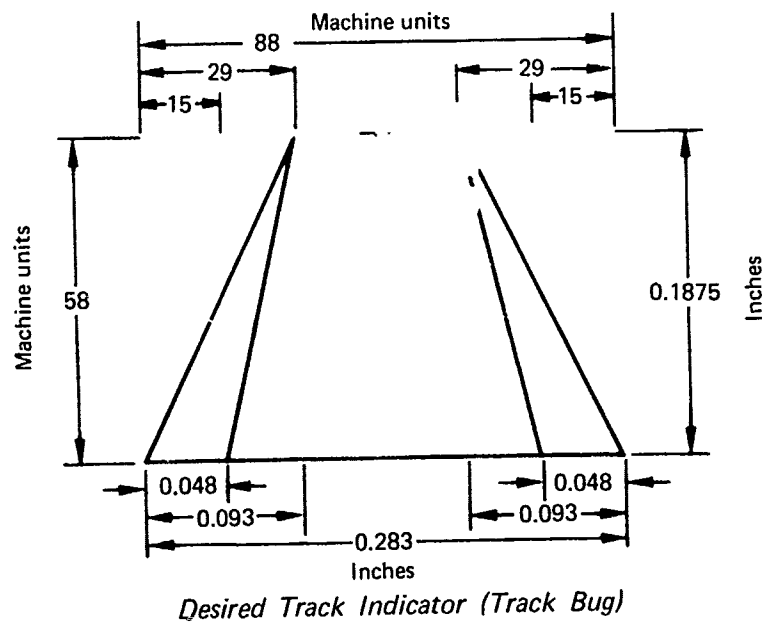 Machine units
88
29 29
15 15
Machine units
58
0.1875
Inches
0.048 0.048
0.093 0.093
0.283
Inches
Desired Track Indicator (Track Bug)